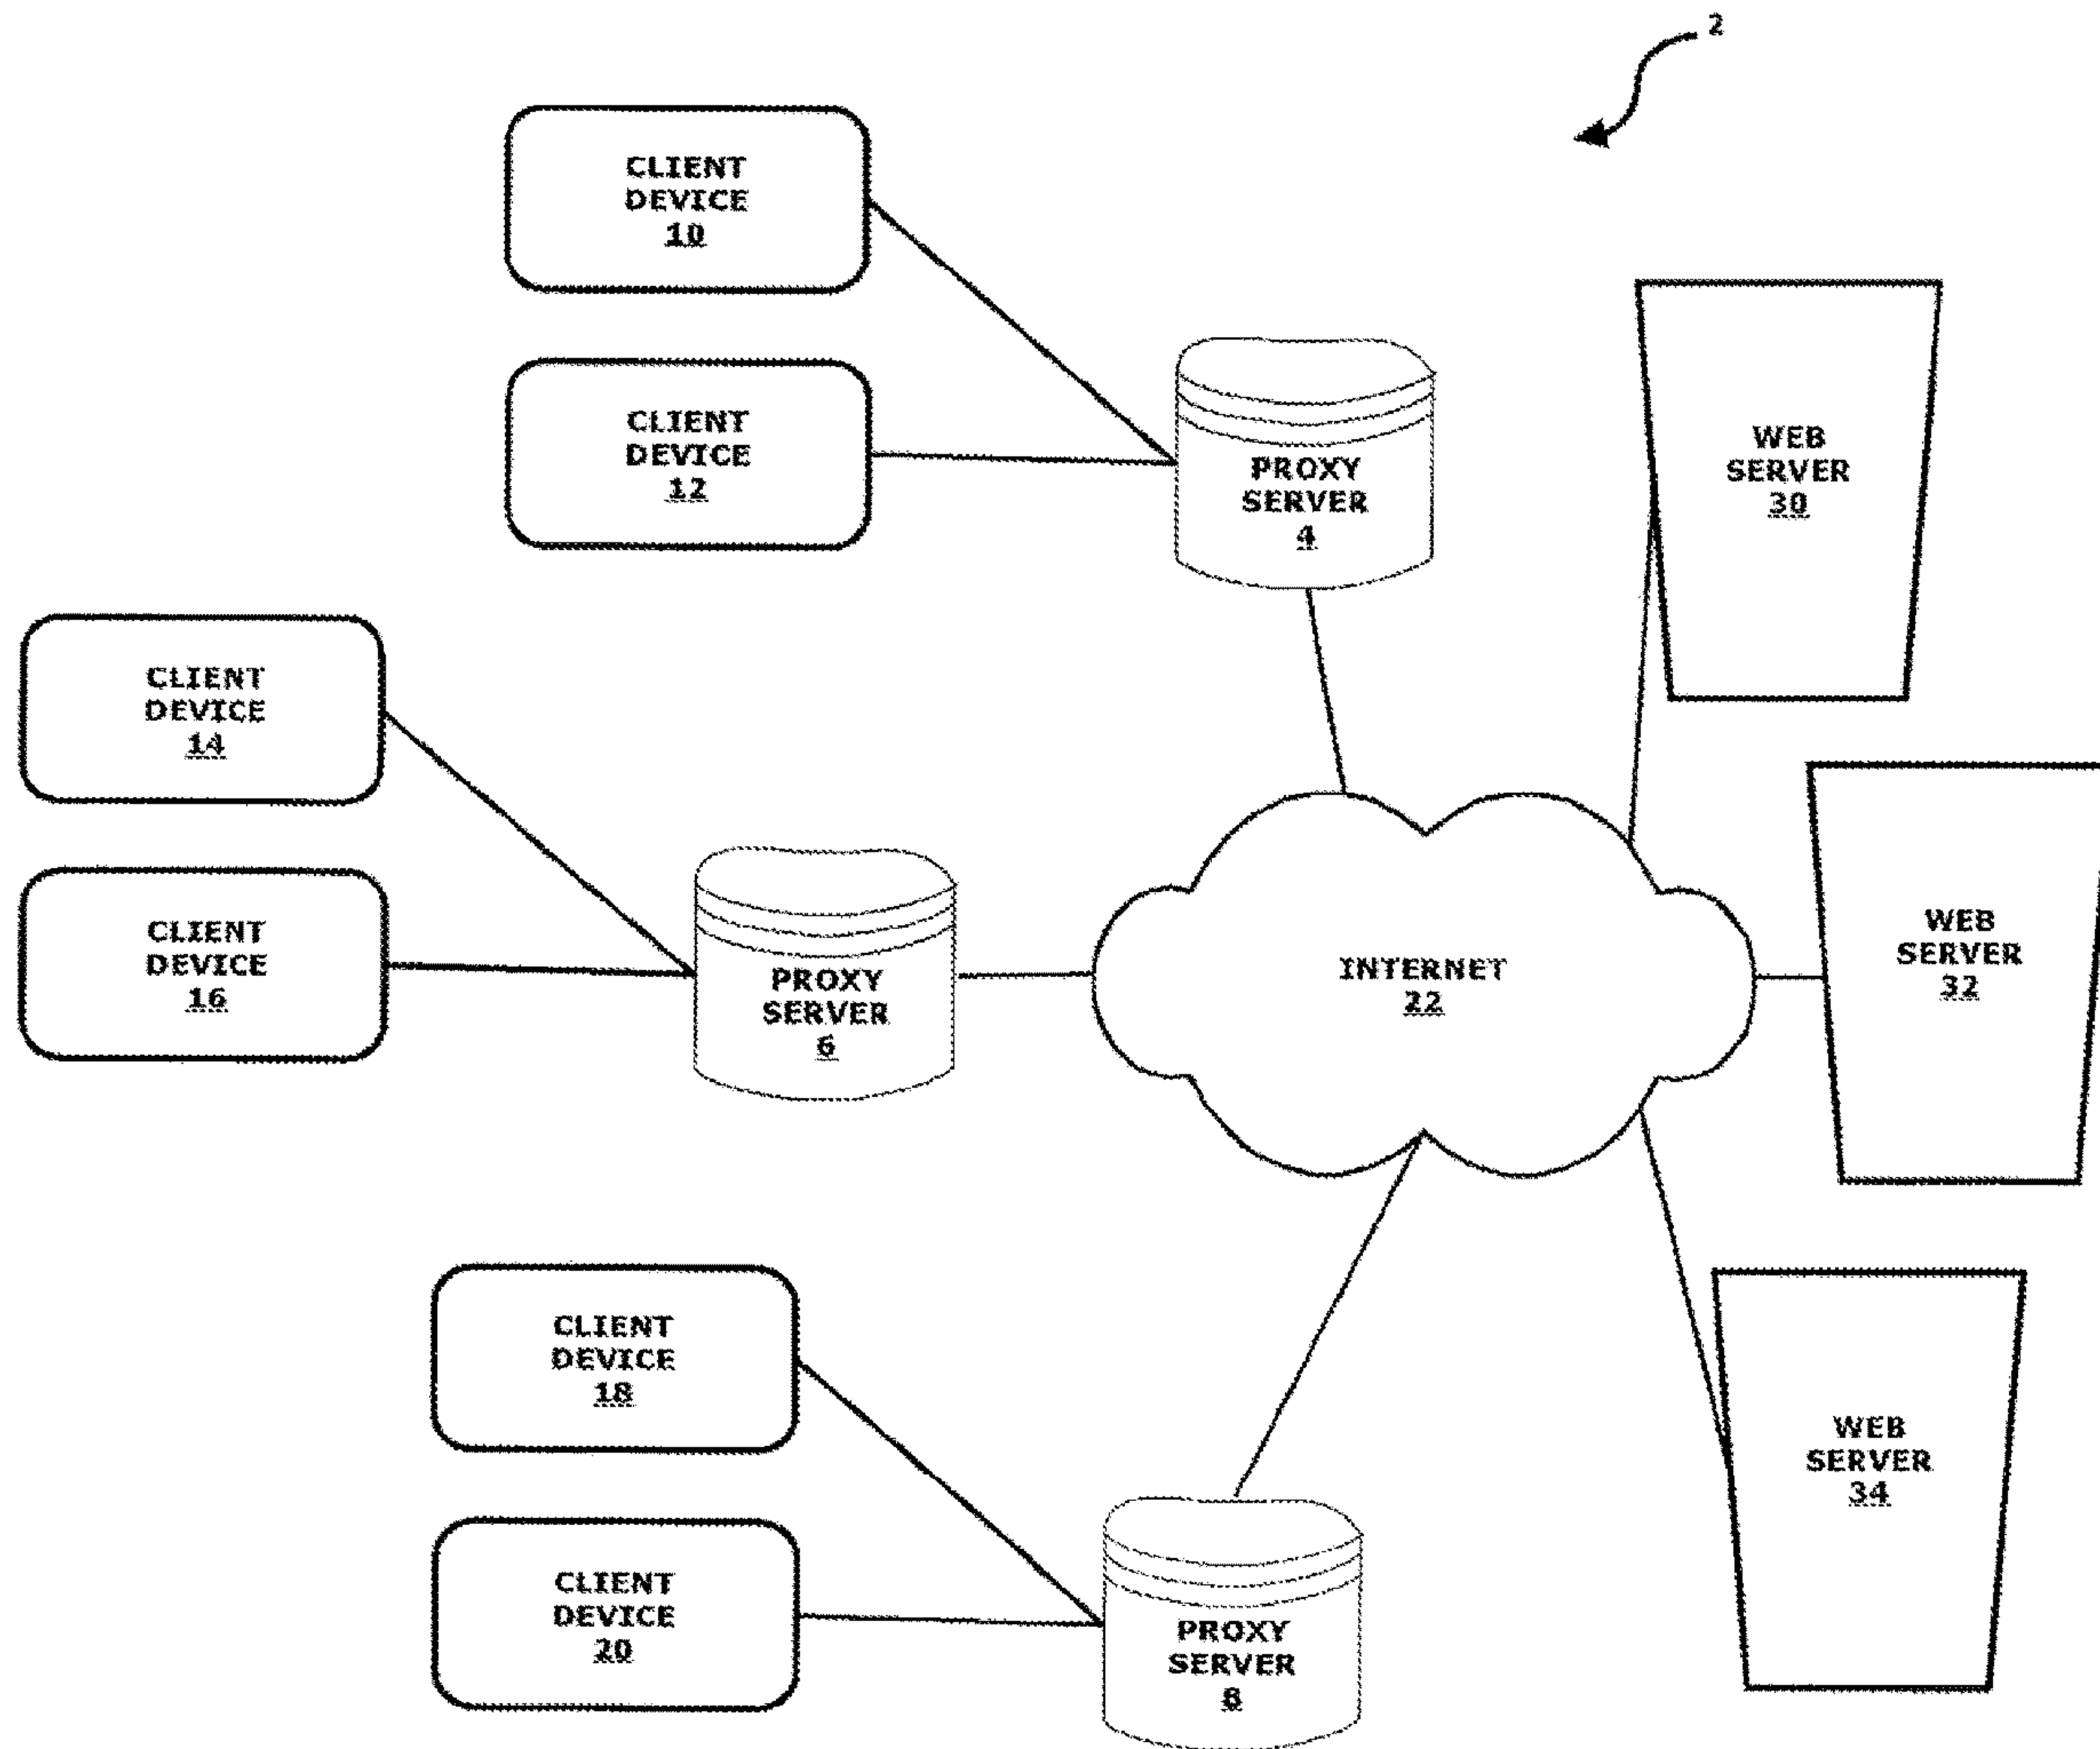 2
CLIENT
DEVICE
10
CLIENT
DEVICE
12
PROXY
SERVER
4
WEB
SERVER
30
CLIENT
DEVICE
14
CLIENT
DEVICE
16
PROXY
SERVER
6
INTERNET
22
WEB
SERVER
32
CLIENT
DEVICE
18
CLIENT
DEVICE
20
PROXY
SERVER
8
WEB
SERVER
34